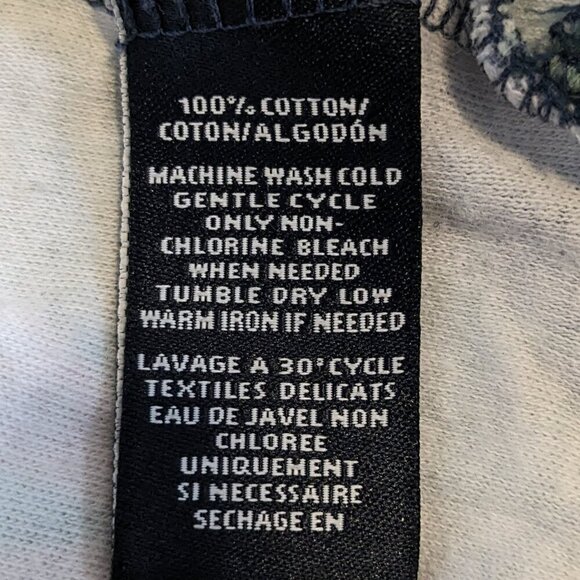 100% COTTON/
COTON/ALGODÓN
MACHINE WASH COLD
GENTLE CYCLE
ONLY NON-
CHLORINE BLEACH
WHEN NEEDED
TUMBLE DRY LOW
WARM IRON IF NEEDED
LAVAGE A 30° CYCLE
TEXTILES DELICATS
EAU DE JAVEL NON
CHLOREE
UNIQUEMENT
SI NECESSAIRE
SECHAGE EN